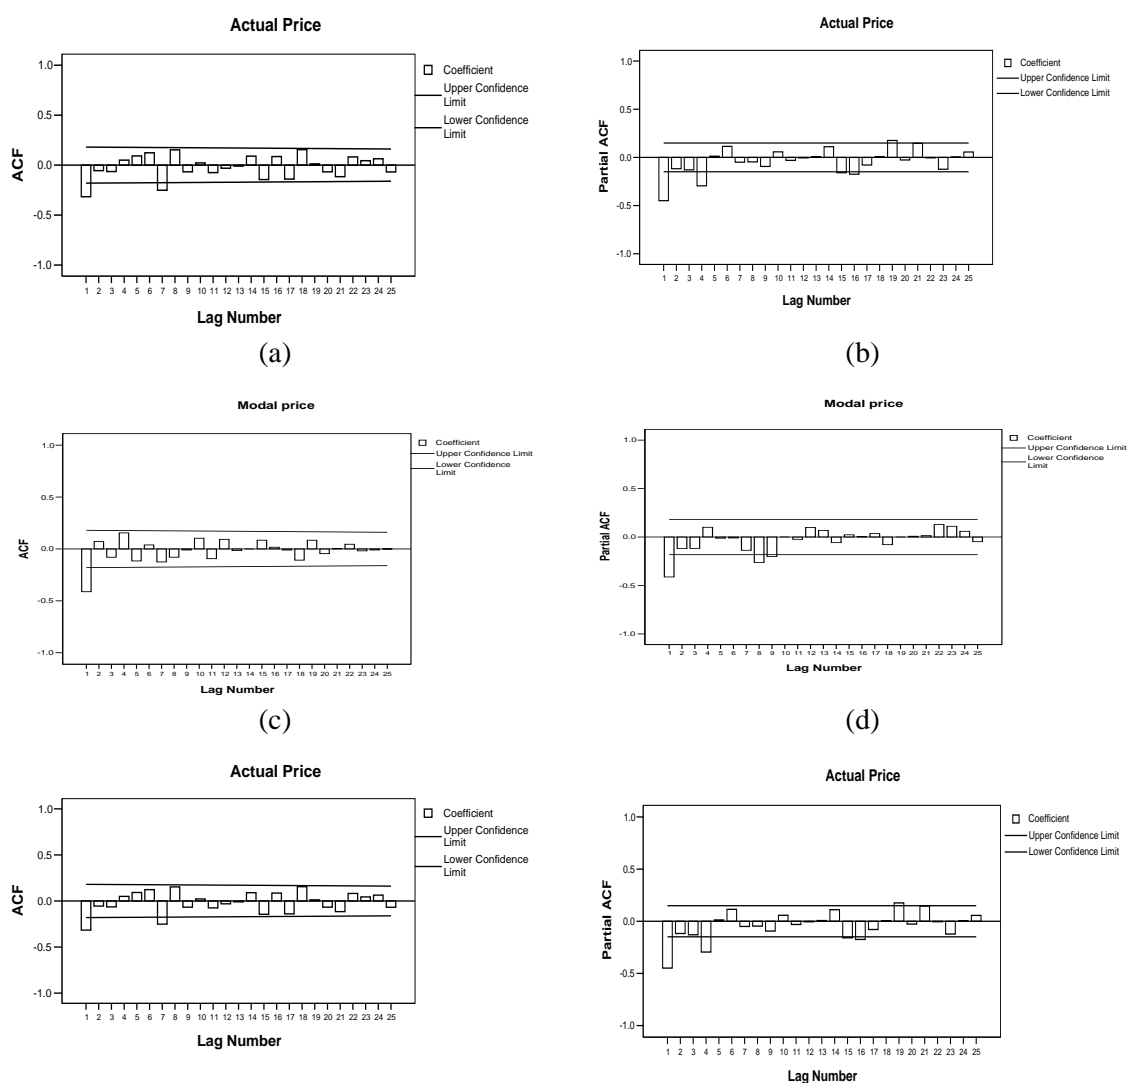 Actual Price
1.0
0.5
0.0
-0.5
-1.0
ACF
1 2 3 4 5 6 7 8 9 10 11 12 13 14 15 16 17 18 19 20 21 22 23 24 25
Lag Number
Coefficient
Upper Confidence
Limit
Lower Confidence
Limit
(a)
Actual Price
1.0
0.5
0.0
-0.5
-1.0
Partial ACF
1 2 3 4 5 6 7 8 9 10 11 12 13 14 15 16 17 18 19 20 21 22 23 24 25
Lag Number
Coefficient
Upper Confidence Limit
Lower Confidence Limit
(b)
Modal price
1.0
0.5
0.0
-0.5
-1.0
ACF
1 2 3 4 5 6 7 8 9 10 11 12 13 14 15 16 17 18 19 20 21 22 23 24 25
Lag Number
Coefficient
Upper Confidence Limit
Lower Confidence
Limit
(c)
Modal price
1.0
0.5
0.0
-0.5
-1.0
Partial ACF
1 2 3 4 5 6 7 8 9 10 11 12 13 14 15 16 17 18 19 20 21 22 23 24 25
Lag Number
Coefficient
Upper Confidence Limit
Lower Confidence
Limit
(d)
Actual Price
1.0
0.5
0.0
-0.5
-1.0
ACF
1 2 3 4 5 6 7 8 9 10 11 12 13 14 15 16 17 18 19 20 21 22 23 24 25
Lag Number
Coefficient
Upper Confidence
Limit
Lower Confidence
Limit
Actual Price
1.0
0.5
0.0
-0.5
-1.0
Partial ACF
1 2 3 4 5 6 7 8 9 10 11 12 13 14 15 16 17 18 19 20 21 22 23 24 25
Lag Number
Coefficient
Upper Confidence Limit
Lower Confidence Limit